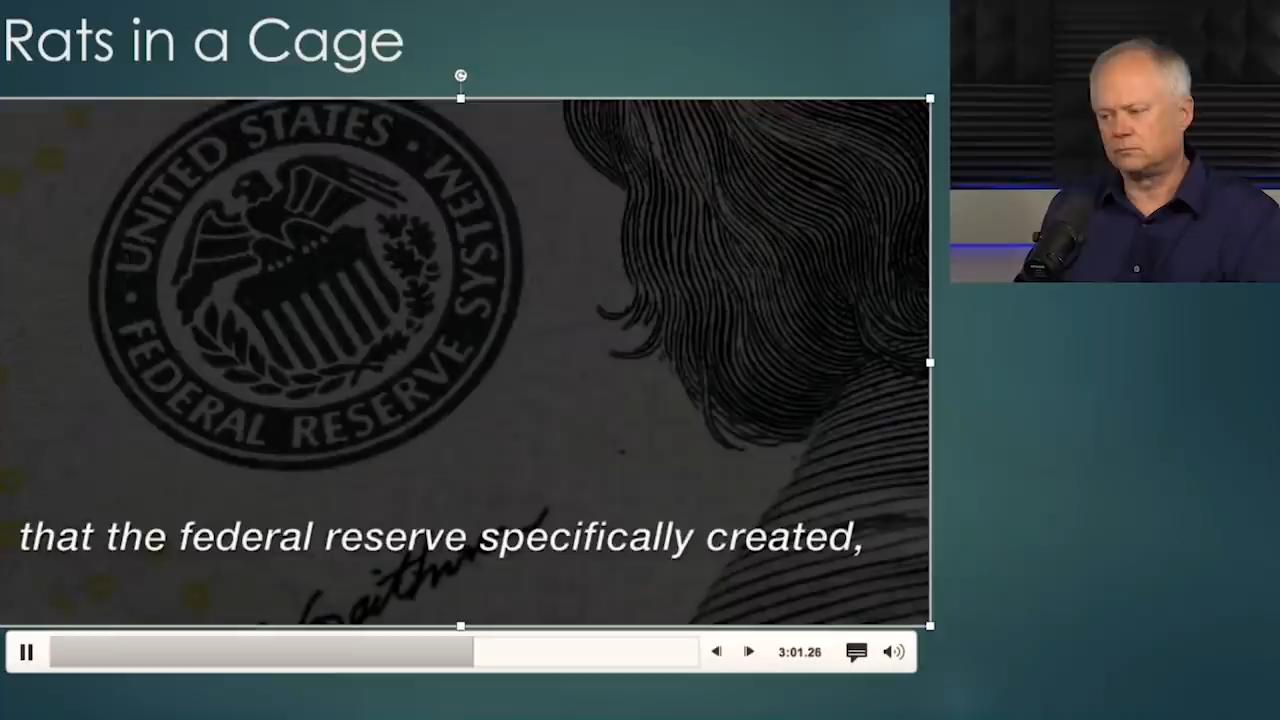 Rats in a Cage
UNITED STATES
FEDERAL RESERVE
SYSTEM
that the federal reserve specifically created,
3:01.26